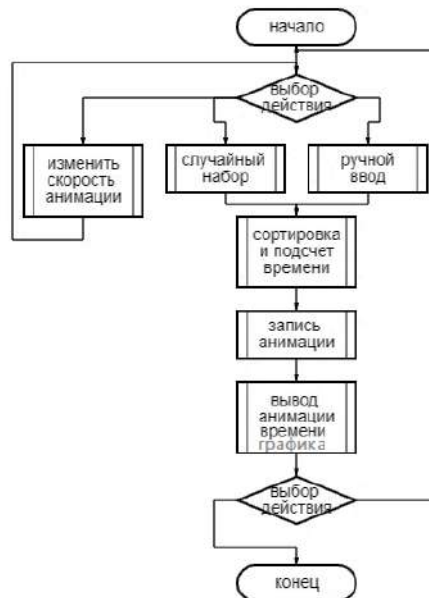 начало
выбор
действия
изменить
скорость
анимации
случайный
набор
ручной
ввод
сортировка
и подсчет
времени
запись
анимации
вывод
анимации
времени
графика
выбор
действия
конец